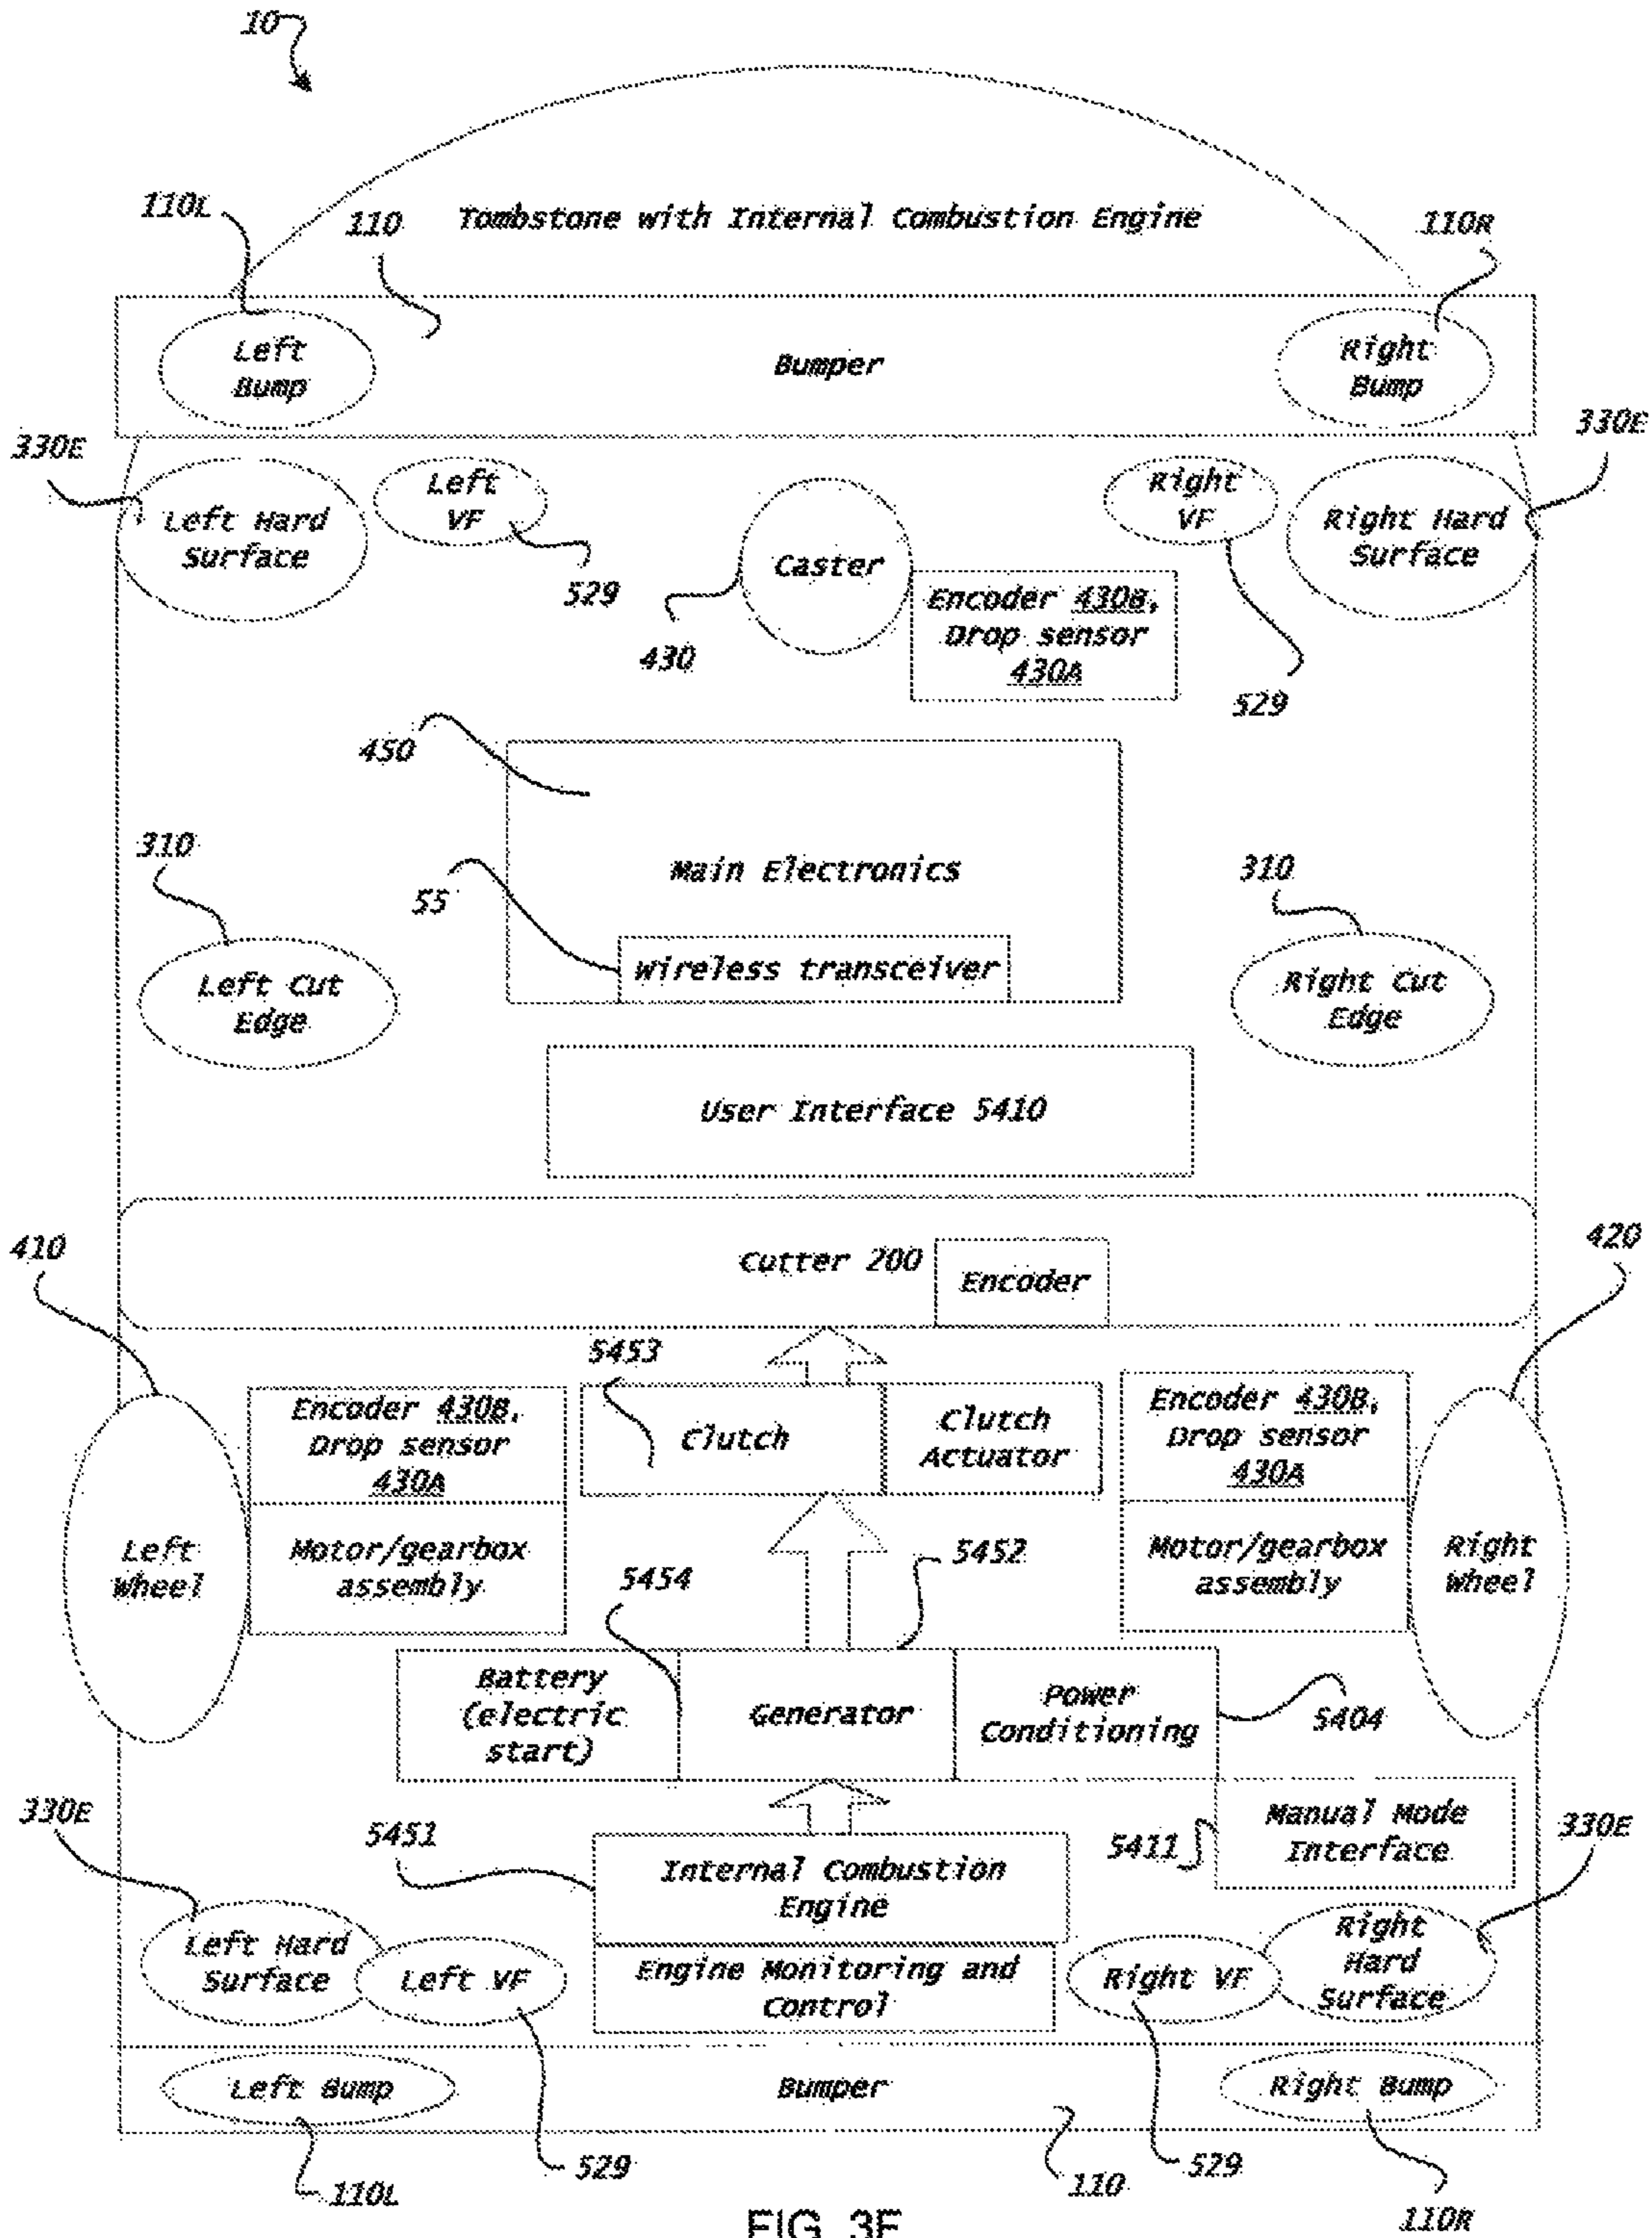 10
110L
110
Tombstone with Internal Combustion Engine
110R
Left
Bump
Bumper
Right
Bump
330E
330E
Left Hard
Surface
Left
VF
529
Caster
430
Encoder 430B,
Drop sensor
430A
Right
VF
529
Right Hard
Surface
450
Main Electronics
55
Wireless transceiver
310
Left Cut
Edge
310
Right Cut
Edge
User Interface 5410
410
Cutter 200
Encoder
420
5453
Encoder 430B,
Drop sensor
430A
Clutch
Clutch
Actuator
Encoder 430B,
Drop sensor
430A
Left
Wheel
Motor/gearbox
assembly
5454
5452
Motor/gearbox
assembly
Right
Wheel
Battery
(electric
start)
Generator
Power
Conditioning
5404
330E
5451
Internal Combustion
Engine
5411
Manual Mode
Interface
330E
Left Hard
Surface
Left VF
Engine Monitoring and
Control
Right VF
Right
Hard
Surface
Left Bump
Bumper
Right Bump
110L
529
110
529
110R